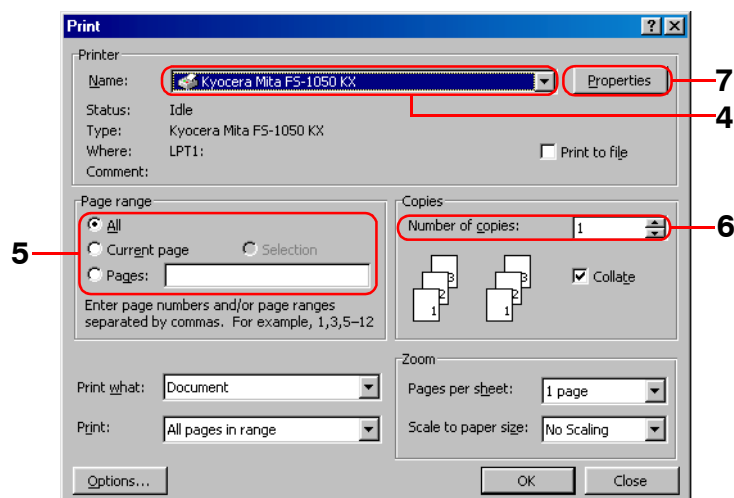 Print
Printer
Name: Kyocera Mita FS-1050 KX Properties 7
4
Status: Idle
Type: Kyocera Mita FS-1050 KX
Where: LPT1: Print to file
Comment:
Page range
All
Current page Selection
Pages:
5
Enter page numbers and/or page ranges
separated by commas. For example, 1,3,5–12
Copies
Number of copies: 1 6
1 2 3 1 2 3 Collate
Print what: Document
Print: All pages in range
Zoom
Pages per sheet: 1 page
Scale to paper size: No Scaling
Options... OK Close